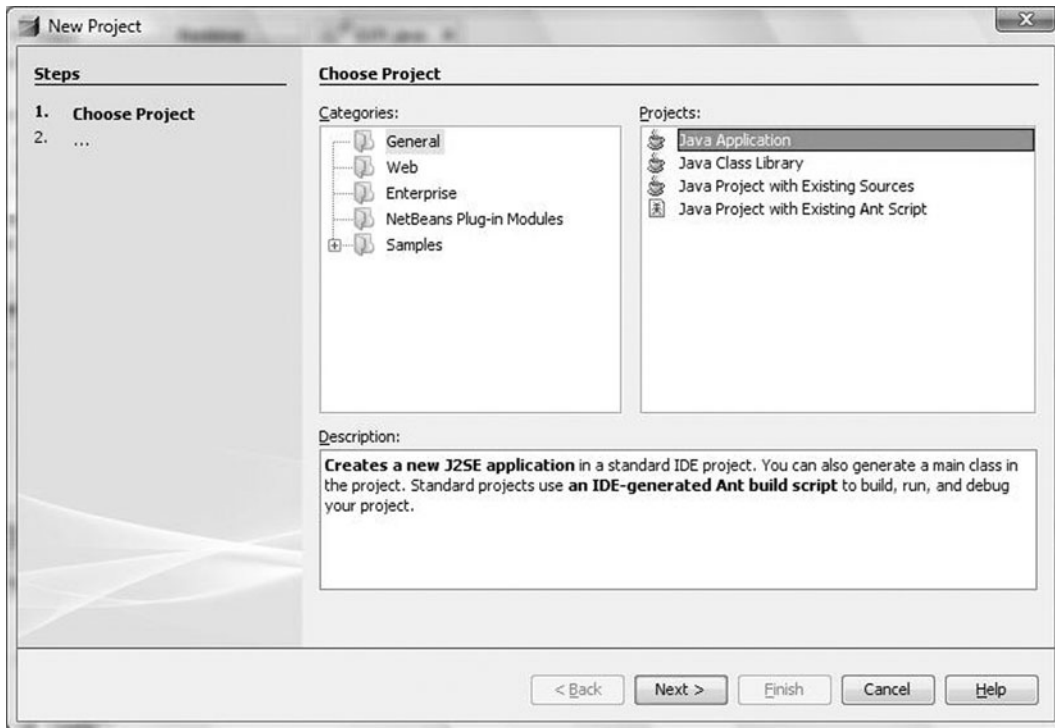 New Project
Steps
1. Choose Project
2. ...
Choose Project
Categories:
General
Web
Enterprise
NetBeans Plug-in Modules
Samples
Projects:
Java Application
Java Class Library
Java Project with Existing Sources
Java Project with Existing Ant Script
Description:
Creates a new J2SE application in a standard IDE project. You can also generate a main class in
the project. Standard projects use an IDE-generated Ant build script to build, run, and debug
your project.
< Back
Next >
Finish
Cancel
Help